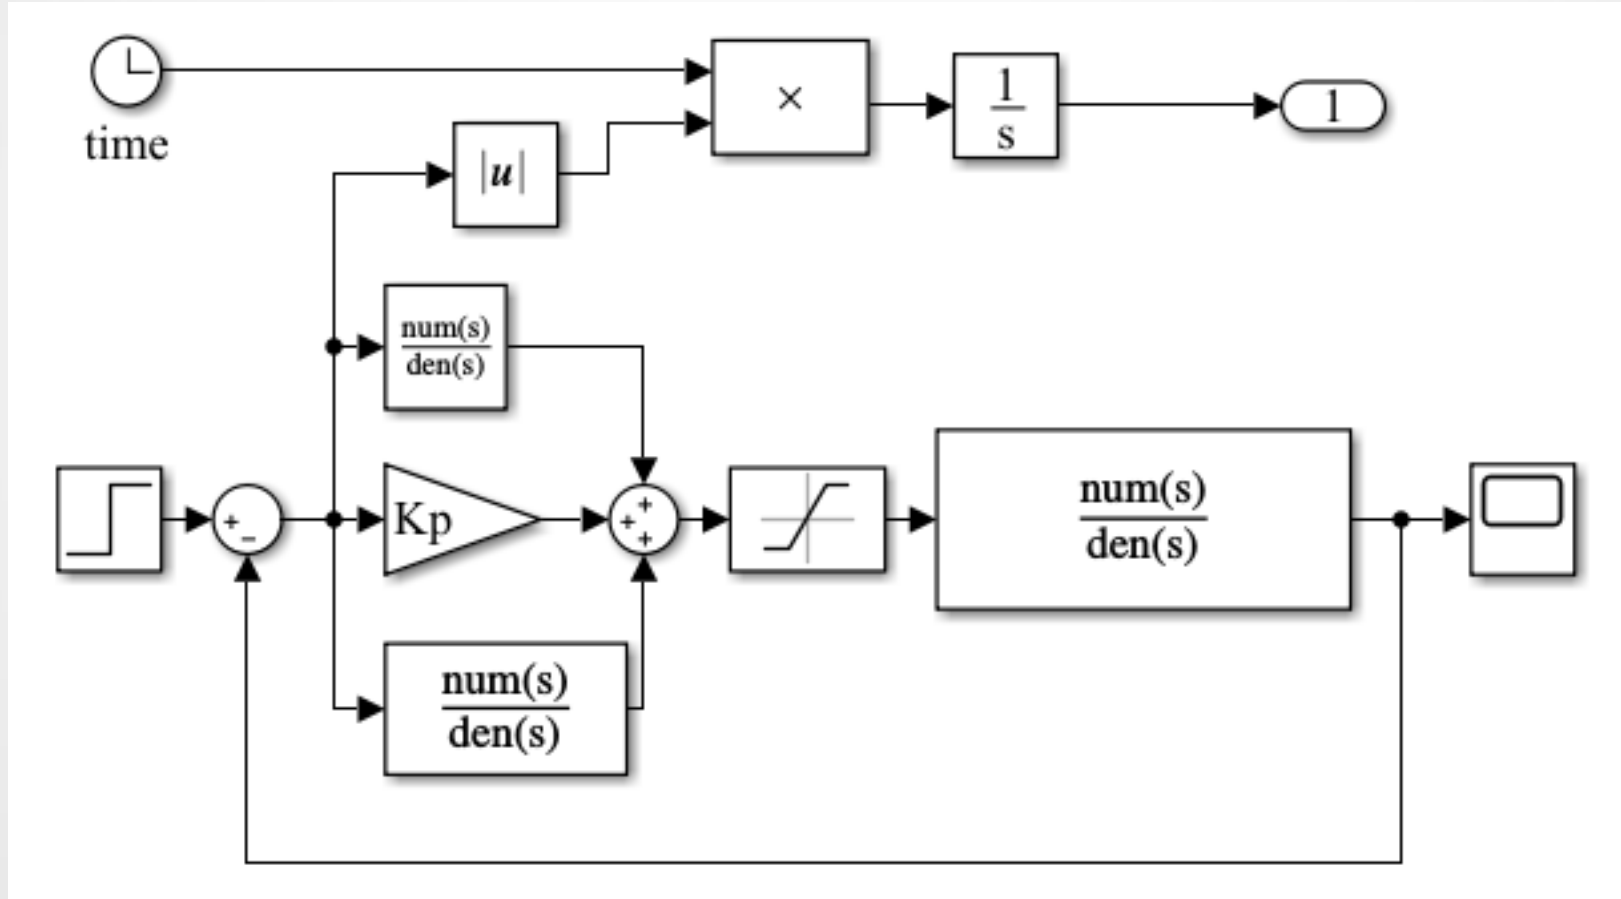 time
×
1
s
1
|u|
num(s)
den(s)
+
−
Kp
+
+
+
num(s)
den(s)
num(s)
den(s)